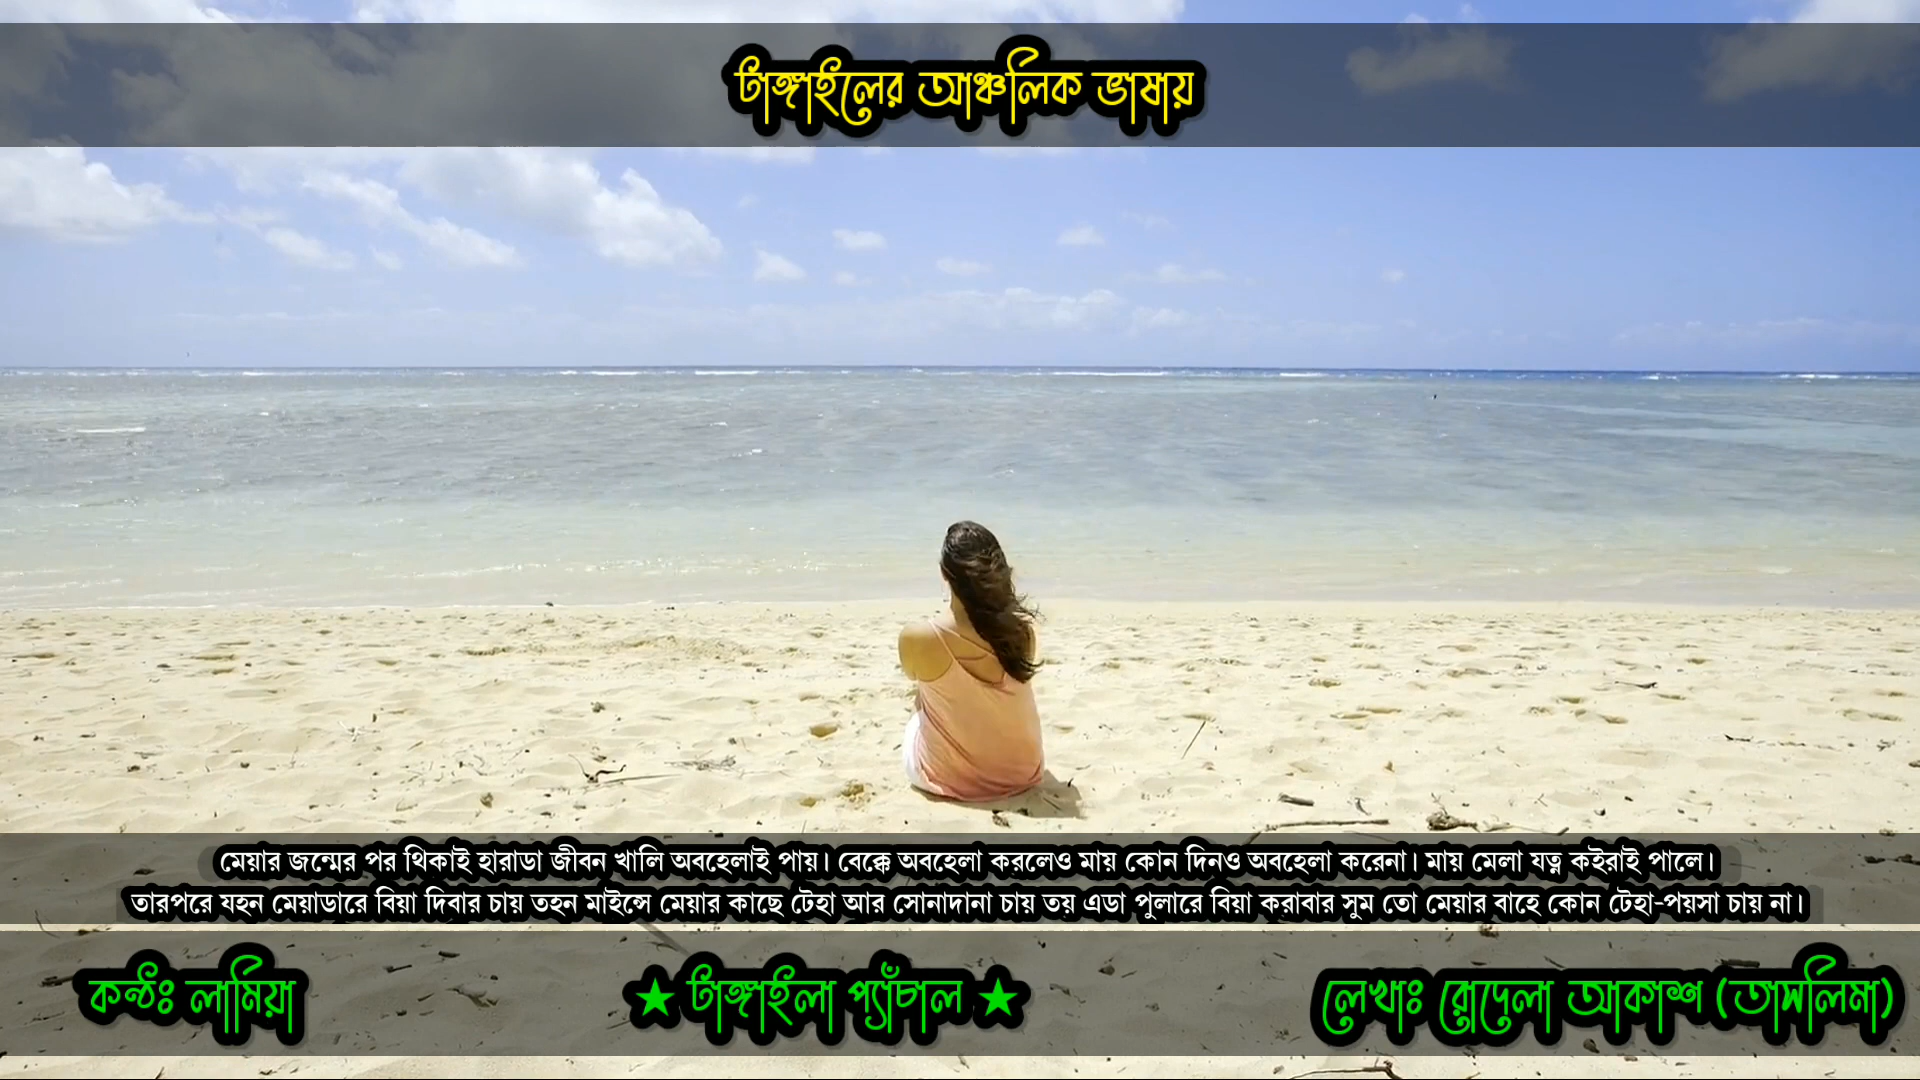 টাঙ্গাইলের আঞ্চলিক ভাষায়
মেয়ার জন্মের পর থিকাই হারাডা জীবন খালি অবহেলাই পায়। বেক্কে অবহেলা করলেও মায় কোন দিনও অবহেলা করেনা। মায় মেলা যত্ন কইরাই পালে।
তারপরে যহন মেয়াডারে বিয়া দিবার চায় তহন মাইন্সে মেয়ার কাছে টেহা আর সোনাদানা চায় তয় এডা পুলারে বিয়া করাবার সুম তো মেয়ার বাহে কোন টেহা-পয়সা চায় না।
কন্ঠঃ লামিয়া
★ টাঙ্গাইলা প্যাঁচাল ★
লেখাঃ রোদেলা আকাশ (তাসলিমা)